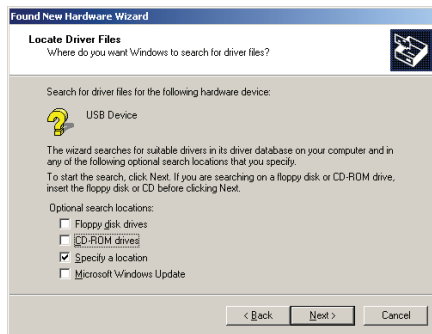 Found New Hardware Wizard
Locate Driver Files
Where do you want Windows to search for driver files?
Search for driver files for the following hardware device:
USB Device
The wizard searches for suitable drivers in its driver database on your computer and in
any of the following optional search locations that you specify.
To start the search, click Next. If you are searching on a floppy disk or CD-ROM drive,
insert the floppy disk or CD before clicking Next.
Optional search locations:
Floppy disk drives
CD-ROM drives
Specify a location
Microsoft Windows Update
< Back Next > Cancel